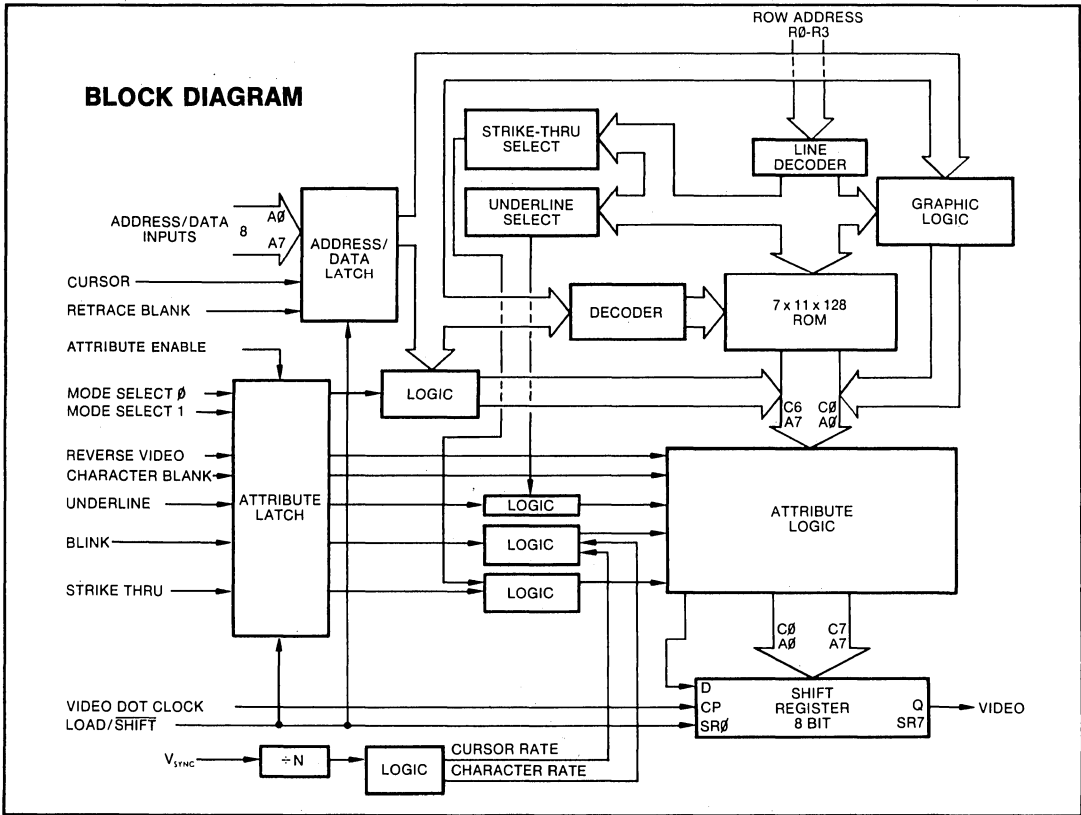 BLOCK DIAGRAM
ROW ADDRESS
RØ-R3
STRIKE-THRU
SELECT
LINE
DECODER
UNDERLINE
SELECT
GRAPHIC
LOGIC
ADDRESS/DATA
INPUTS
8
AØ
A7
ADDRESS/
DATA
LATCH
CURSOR
RETRACE BLANK
DECODER
7 x 11 x 128
ROM
ATTRIBUTE ENABLE
MODE SELECT Ø
MODE SELECT 1
LOGIC
C6 CØ
A7 AØ
REVERSE VIDEO
CHARACTER BLANK
UNDERLINE
BLINK
STRIKE THRU
ATTRIBUTE
LATCH
LOGIC
LOGIC
LOGIC
ATTRIBUTE
LOGIC
CØ C7
AØ A7
VIDEO DOT CLOCK
LOAD/SHIFT
D
CP
SRØ
SHIFT
REGISTER
8 BIT
Q
SR7
VIDEO
VSYNC
÷N
LOGIC
CURSOR RATE
CHARACTER RATE